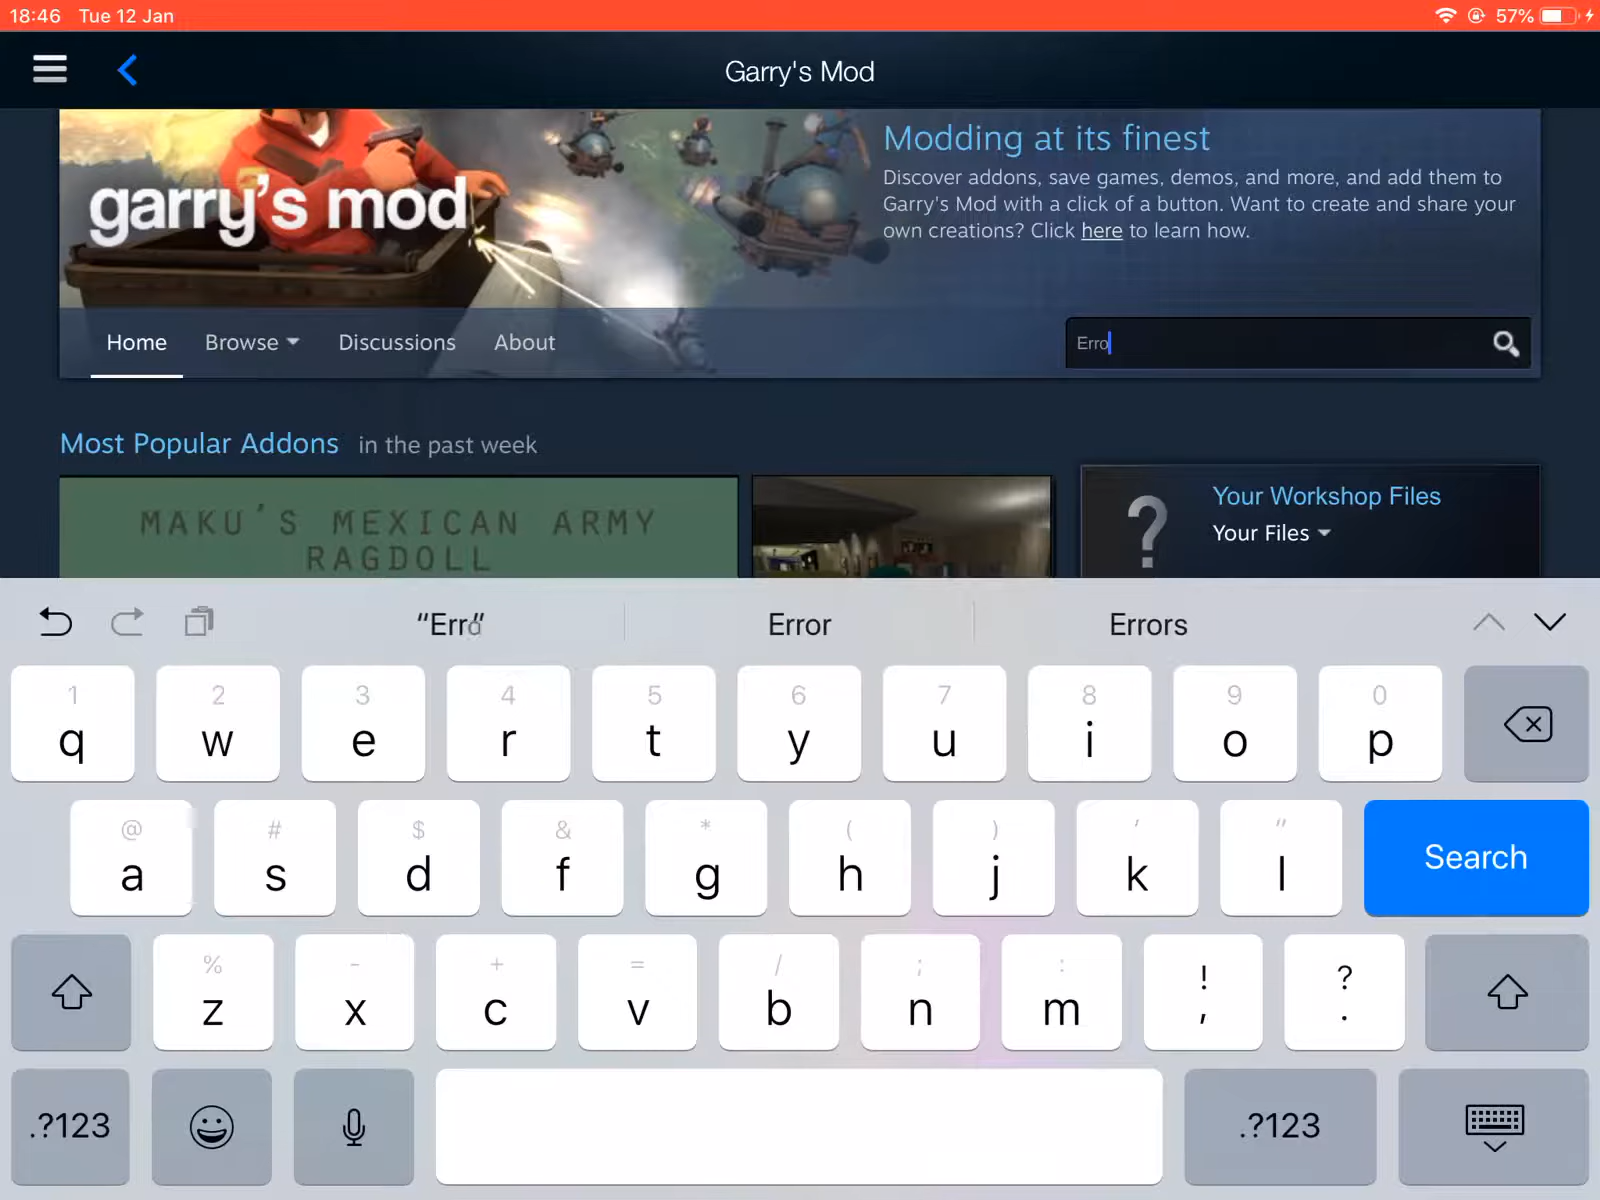 18:46 Tue 12 Jan 57%
Garry's Mod
garry's mod
Modding at its finest
Discover addons, save games, demos, and more, and add them to
Garry's Mod with a click of a button. Want to create and share your
own creations? Click here to learn how.
Home Browse Discussions About Erro
Most Popular Addons in the past week
MAKU'S MEXICAN ARMY
RAGDOLL
?
Your Workshop Files
Your Files
“Erro” Error Errors
1 2 3 4 5 6 7 8 9 0
q w e r t y u i o p
@ # $ & * ( ) ' "
a s d f g h j k l Search
% - + = / ; : ! ?
z x c v b n m , .
.?123 .?123